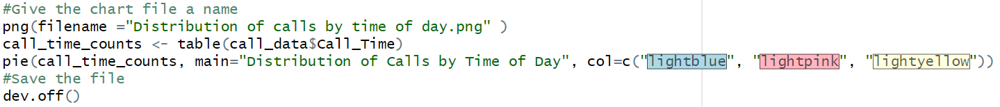 #Give the chart file a name
png(filename ="Distribution of calls by time of day.png" )
call_time_counts <- table(call_data$Call_Time)
pie(call_time_counts, main="Distribution of Calls by Time of Day", col=c("lightblue", "lightpink", "lightyellow"))
#Save the file
dev.off()